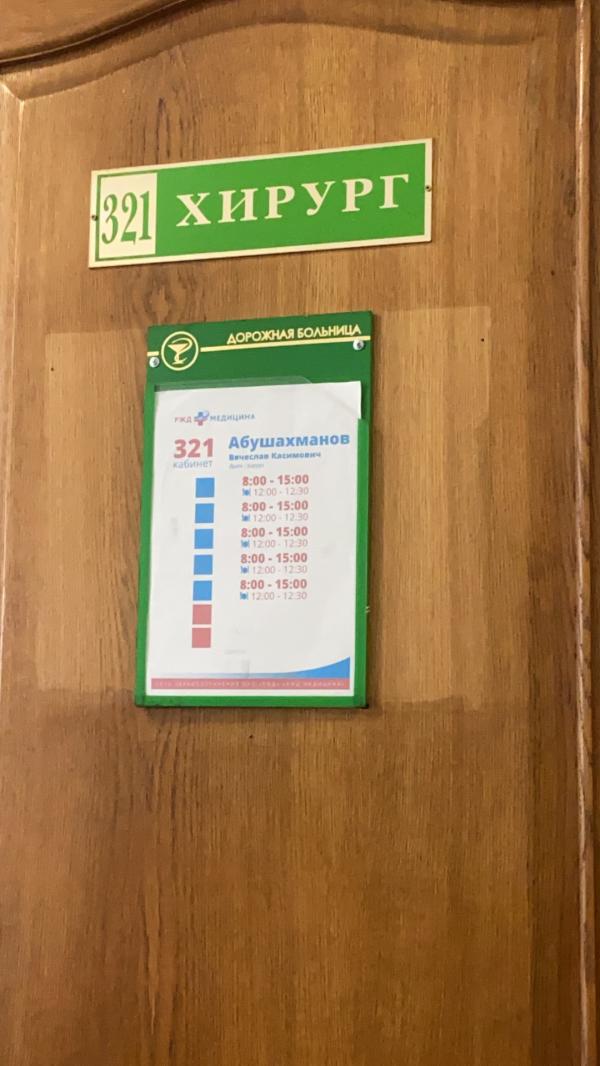 321 ХИРУРГ
ДОРОЖНАЯ БОЛЬНИЦА
РЖД МЕДИЦИНА
321
кабинет
Абушахманов
Вячеслав Касимович
8:00 - 15:00
12:00 - 12:30
8:00 - 15:00
12:00 - 12:30
8:00 - 15:00
12:00 - 12:30
8:00 - 15:00
12:00 - 12:30
8:00 - 15:00
12:00 - 12:30